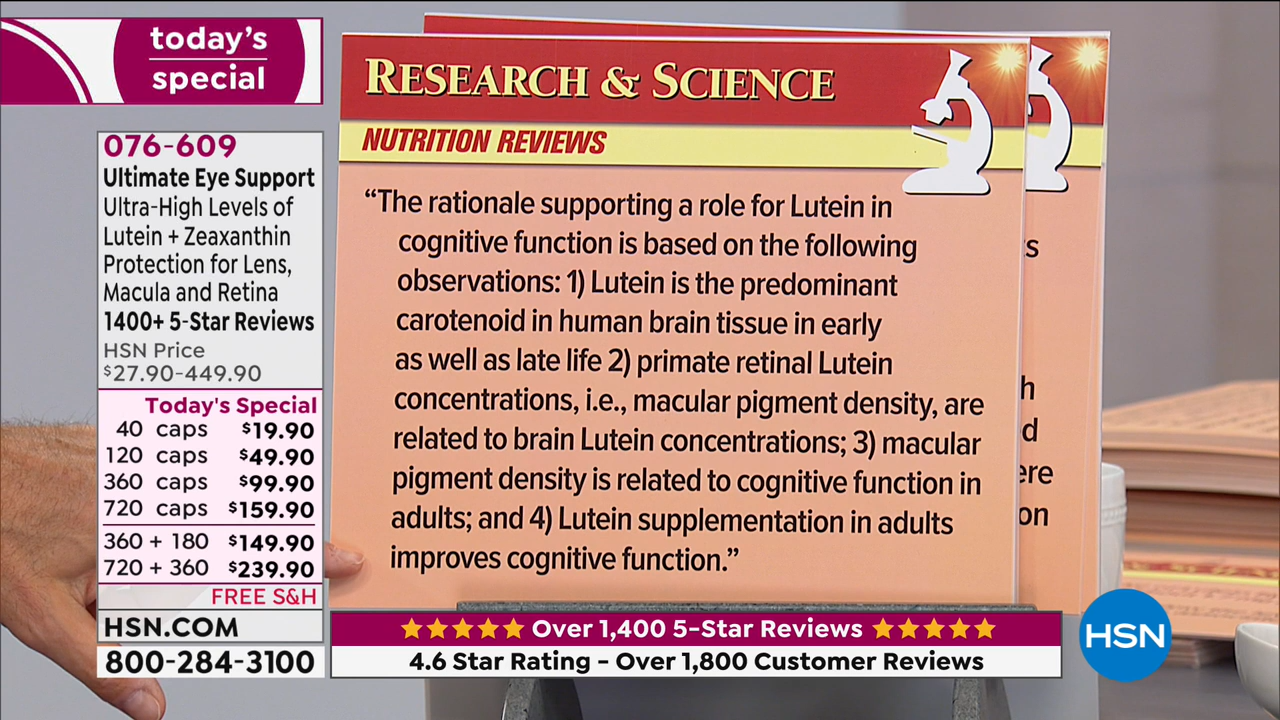 today's
special
076-609
Ultimate Eye Support
Ultra-High Levels of
Lutein + Zeaxanthin
Protection for Lens,
Macula and Retina
1400+ 5-Star Reviews
HSN Price
$27.90-449.90
Today's Special
40 caps $19.90
120 caps $49.90
360 caps $99.90
720 caps $159.90
360 + 180 $149.90
720 + 360 $239.90
FREE S&H
HSN.COM
800-284-3100
RESEARCH & SCIENCE
NUTRITION REVIEWS
“The rationale supporting a role for Lutein in
cognitive function is based on the following
observations: 1) Lutein is the predominant
carotenoid in human brain tissue in early
as well as late life 2) primate retinal Lutein
concentrations, i.e., macular pigment density, are
related to brain Lutein concentrations; 3) macular
pigment density is related to cognitive function in
adults; and 4) Lutein supplementation in adults
improves cognitive function.”
Over 1,400 5-Star Reviews
4.6 Star Rating – Over 1,800 Customer Reviews
HSN